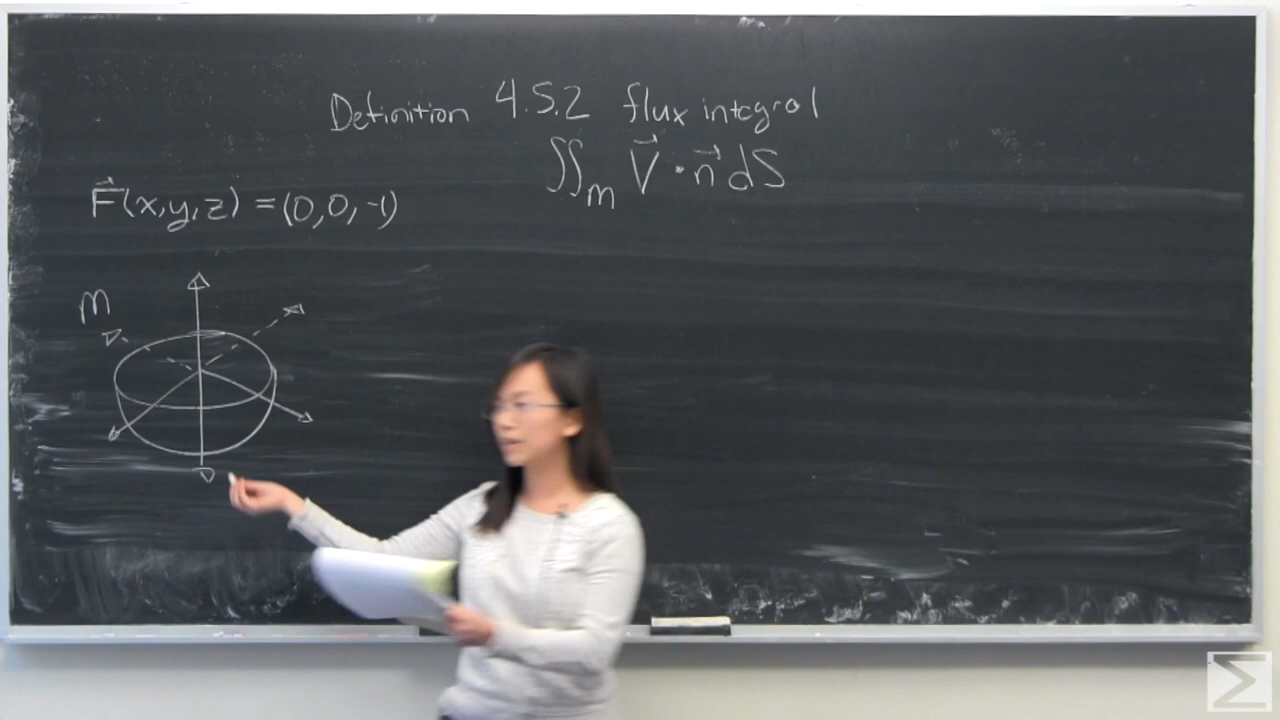 Definition 4.5.2 flux integral
∬ₘ V⃗ · n⃗ dS
F⃗(x,y,z) = (0,0,-1)
m
Σ